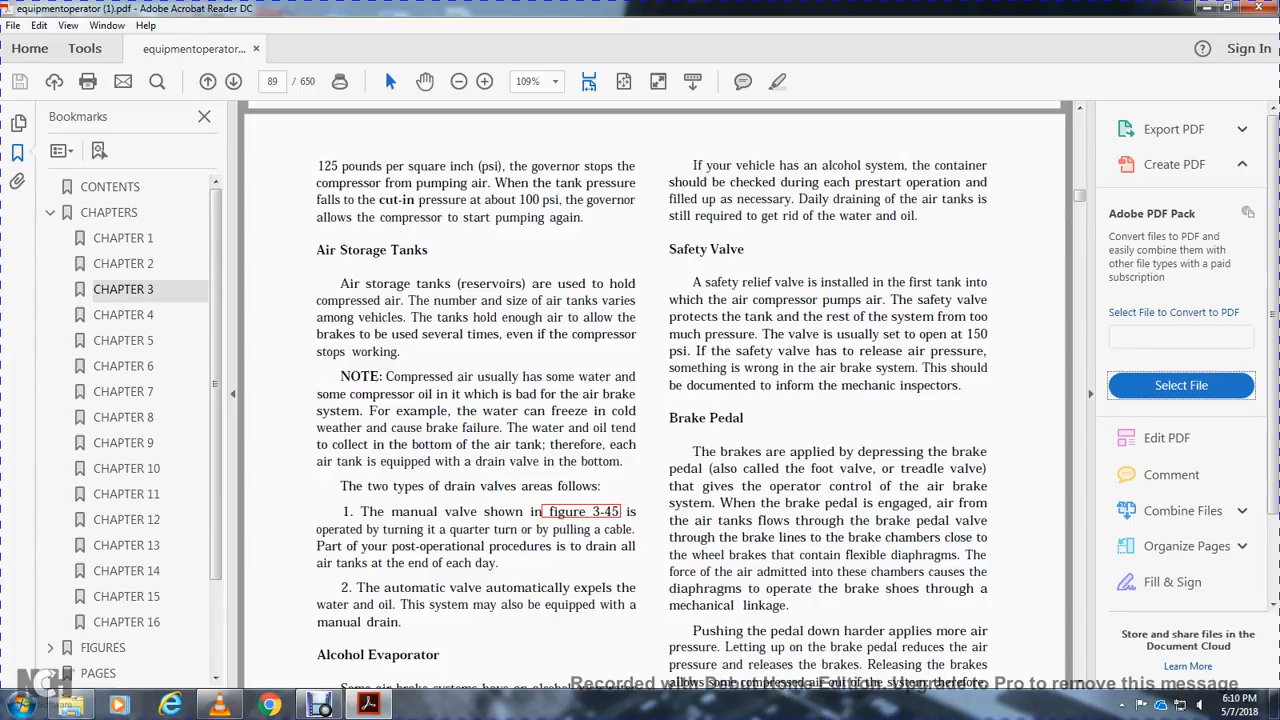 equipmentoperator (1).pdf - Adobe Acrobat Reader DC
File Edit View Window Help
Home Tools equipmentoperator... × Sign In
89 / 650 109%
Bookmarks
CONTENTS
CHAPTERS
CHAPTER 1
CHAPTER 2
CHAPTER 3
CHAPTER 4
CHAPTER 5
CHAPTER 6
CHAPTER 7
CHAPTER 8
CHAPTER 9
CHAPTER 10
CHAPTER 11
CHAPTER 12
CHAPTER 13
CHAPTER 14
CHAPTER 15
CHAPTER 16
FIGURES
PAGES
125 pounds per square inch (psi), the governor stops the
compressor from pumping air. When the tank pressure
falls to the cut-in pressure at about 100 psi, the governor
allows the compressor to start pumping again.
Air Storage Tanks
Air storage tanks (reservoirs) are used to hold
compressed air. The number and size of air tanks varies
among vehicles. The tanks hold enough air to allow the
brakes to be used several times, even if the compressor
stops working.
NOTE: Compressed air usually has some water and
some compressor oil in it which is bad for the air brake
system. For example, the water can freeze in cold
weather and cause brake failure. The water and oil tend
to collect in the bottom of the air tank; therefore, each
air tank is equipped with a drain valve in the bottom.
The two types of drain valves areas follows:
1. The manual valve shown in figure 3-45 is
operated by turning it a quarter turn or by pulling a cable.
Part of your post-operational procedures is to drain all
air tanks at the end of each day.
2. The automatic valve automatically expels the
water and oil. This system may also be equipped with a
manual drain.
Alcohol Evaporator
Some air brake systems have an alcohol
If your vehicle has an alcohol system, the container
should be checked during each prestart operation and
filled up as necessary. Daily draining of the air tanks is
still required to get rid of the water and oil.
Safety Valve
A safety relief valve is installed in the first tank into
which the air compressor pumps air. The safety valve
protects the tank and the rest of the system from too
much pressure. The valve is usually set to open at 150
psi. If the safety valve has to release air pressure,
something is wrong in the air brake system. This should
be documented to inform the mechanic inspectors.
Brake Pedal
The brakes are applied by depressing the brake
pedal (also called the foot valve, or treadle valve)
that gives the operator control of the air brake
system. When the brake pedal is engaged, air from
the air tanks flows through the brake pedal valve
through the brake lines to the brake chambers close to
the wheel brakes that contain flexible diaphragms. The
force of the air admitted into these chambers causes the
diaphragms to operate the brake shoes through a
mechanical linkage.
Pushing the pedal down harder applies more air
pressure. Letting up on the brake pedal reduces the air
pressure and releases the brakes. Releasing the brakes
allows some compressed air out of the system; therefore,
Export PDF
Create PDF
Adobe PDF Pack
Convert files to PDF and
easily combine them with
other file types with a paid
subscription
Select File to Convert to PDF
Select File
Edit PDF
Comment
Combine Files
Organize Pages
Fill & Sign
Store and share files in the
Document Cloud
Learn More
NCH
Software
Recorded with to Pro to remove this message
6:10 PM
5/7/2018